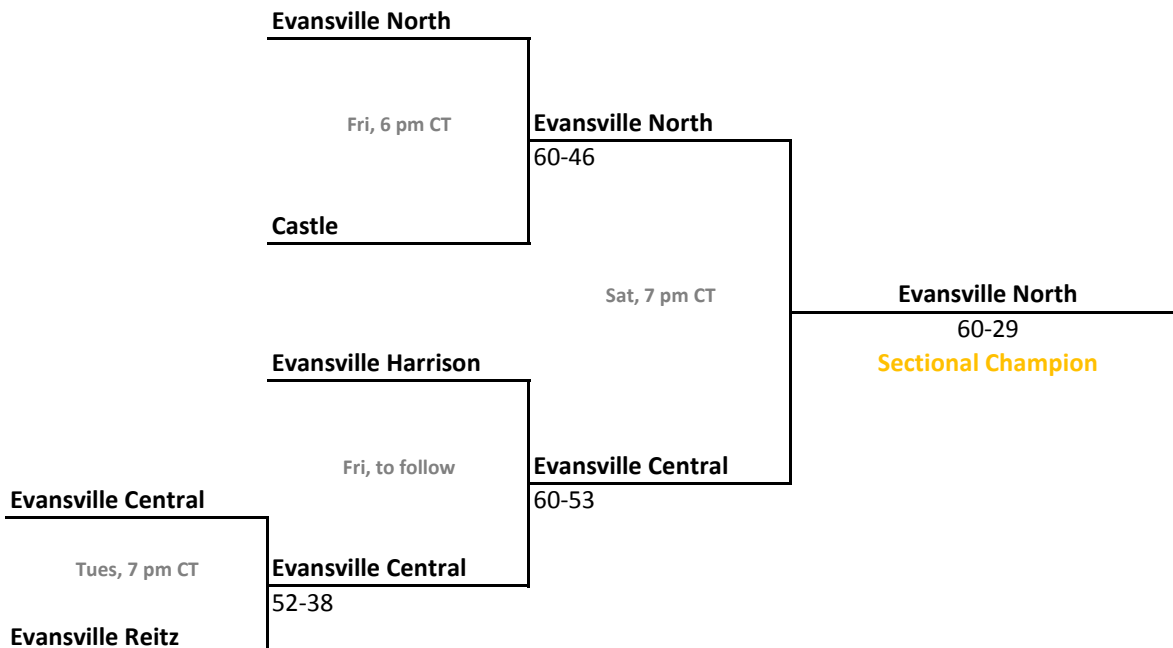 Evansville North
Fri, 6 pm CT
Evansville North
60-46
Castle
Sat, 7 pm CT
Evansville North
60-29
Sectional Champion
Evansville Harrison
Fri, to follow
Evansville Central
60-53
Evansville Central
Tues, 7 pm CT
Evansville Central
52-38
Evansville Reitz